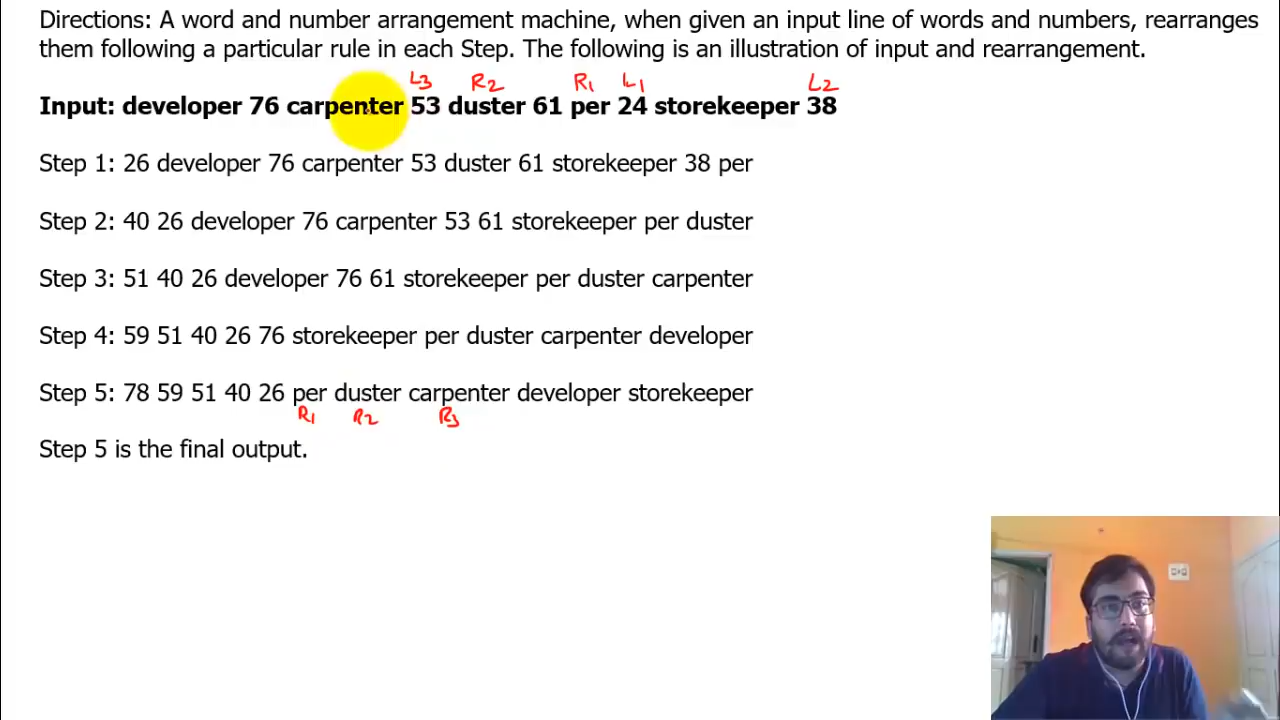 Directions: A word and number arrangement machine, when given an input line of words and numbers, rearranges
them following a particular rule in each Step. The following is an illustration of input and rearrangement.
L3 R2 R1 L1 L2
Input: developer 76 carpenter 53 duster 61 per 24 storekeeper 38
Step 1: 26 developer 76 carpenter 53 duster 61 storekeeper 38 per
Step 2: 40 26 developer 76 carpenter 53 61 storekeeper per duster
Step 3: 51 40 26 developer 76 61 storekeeper per duster carpenter
Step 4: 59 51 40 26 76 storekeeper per duster carpenter developer
Step 5: 78 59 51 40 26 per duster carpenter developer storekeeper
R1 R2 R3
Step 5 is the final output.